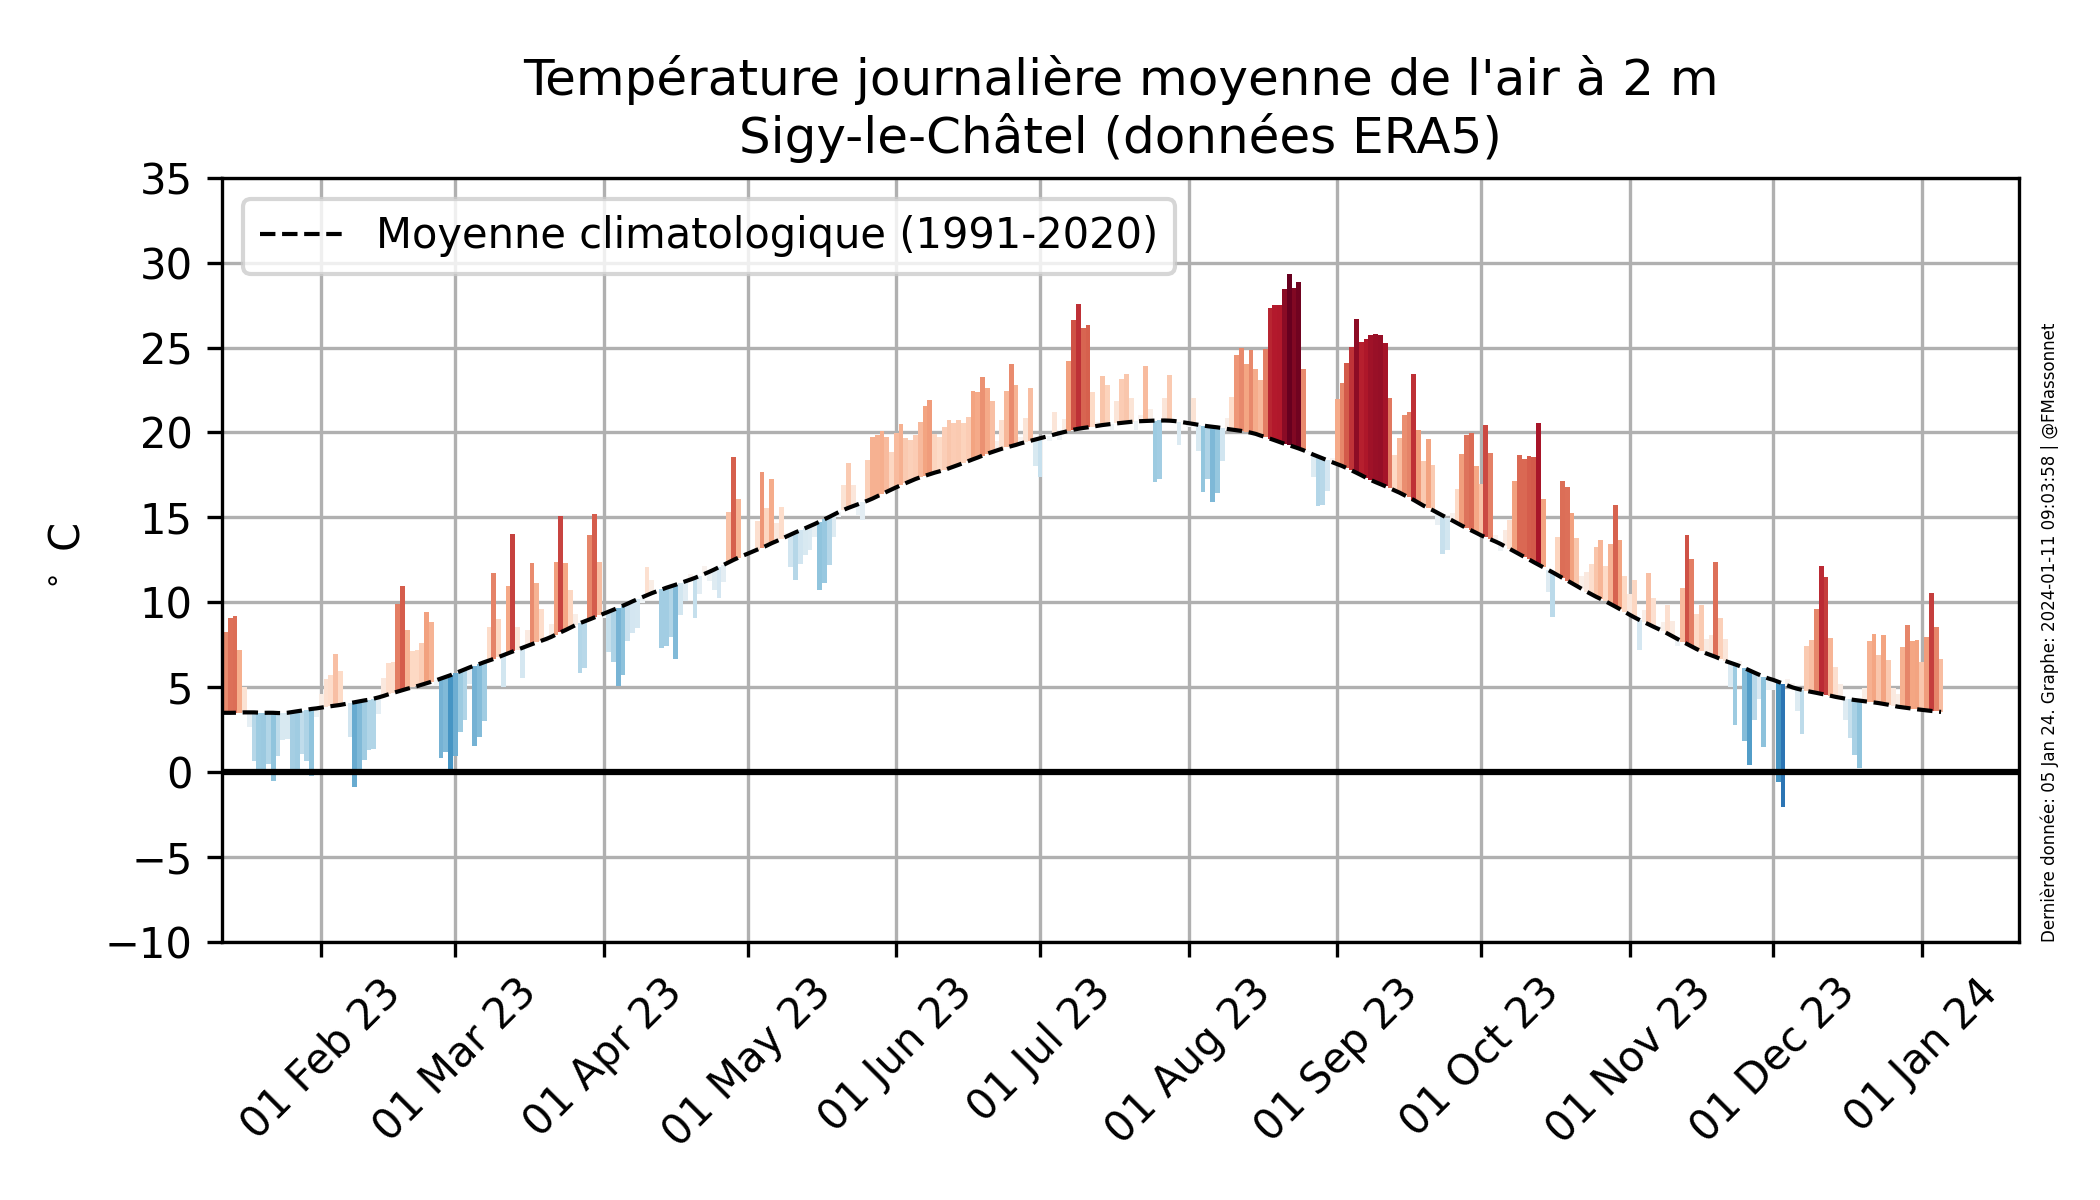 Température journalière moyenne de l'air à 2 m
Sigy-le-Châtel (données ERA5)
Moyenne climatologique (1991-2020)
35
30
25
20
15
10
5
0
−5
−10
° C
01 Feb 23
01 Mar 23
01 Apr 23
01 May 23
01 Jun 23
01 Jul 23
01 Aug 23
01 Sep 23
01 Oct 23
01 Nov 23
01 Dec 23
01 Jan 24
Dernière donnée: 05 Jan 24. Graphe: 2024-01-11 09:03:58 | @FMassonnet